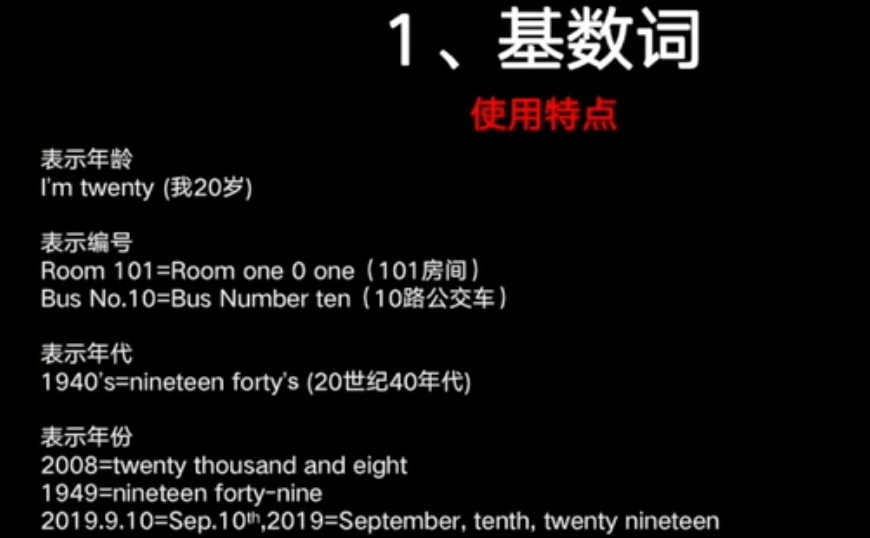 1、基数词
使用特点
表示年龄
I'm twenty (我20岁)
表示编号
Room 101=Room one 0 one（101房间）
Bus No.10=Bus Number ten（10路公交车）
表示年代
1940's=nineteen forty's (20世纪40年代)
表示年份
2008=twenty thousand and eight
1949=nineteen forty-nine
2019.9.10=Sep.10th,2019=September, tenth, twenty nineteen